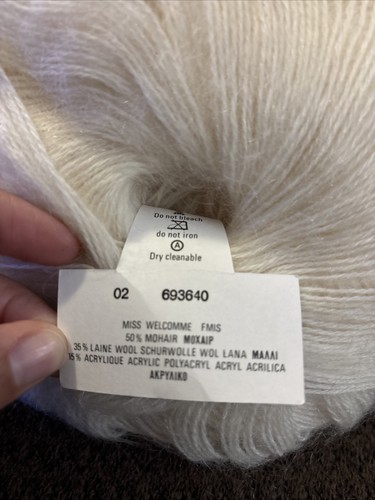 Do not bleach
do not iron
A
Dry cleanable
02 693640
MISS WELCOMME FMIS
50% MOHAIR ΜΟΧΑΙΡ
35% LAINE WOOL SCHURWOLLE WOL LANA ΜΑΛΛΙ
15% ACRYLIQUE ACRYLIC POLYACRYL ACRYL ACRILICA
ΑΚΡΥΛΙΚΟ